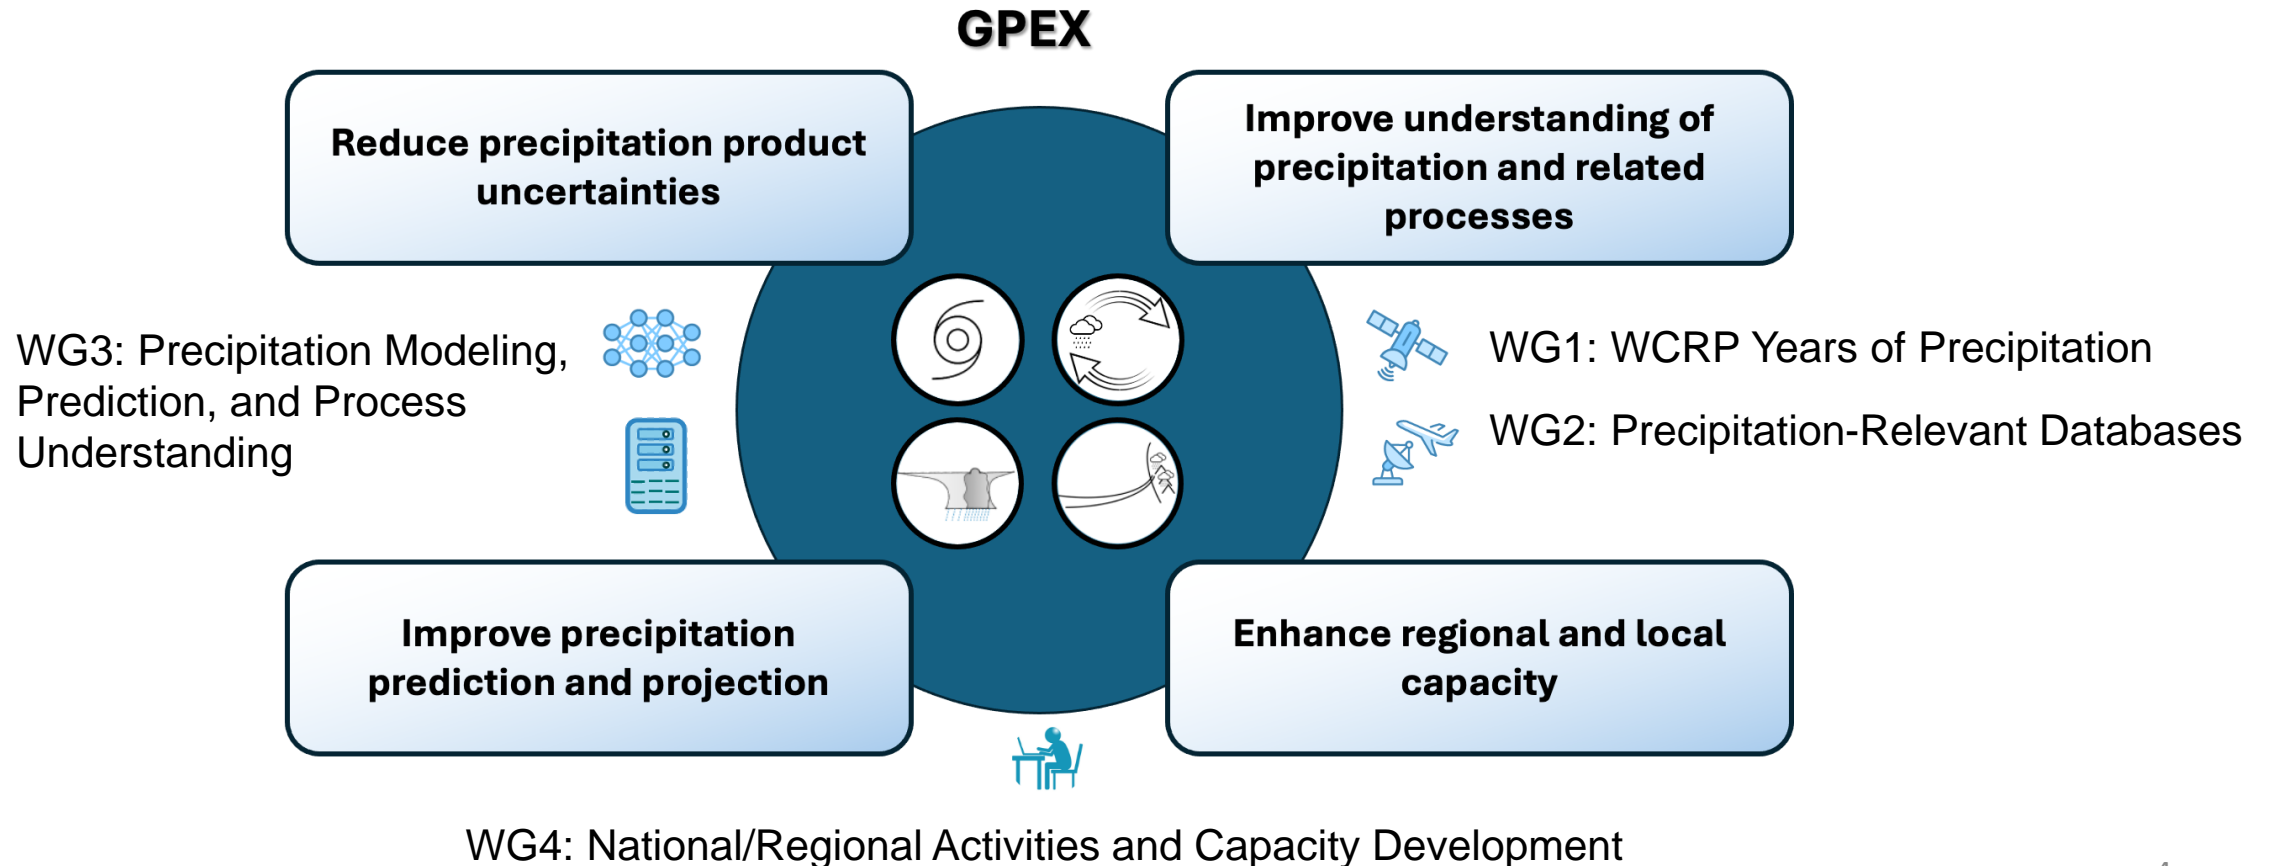 GPEX
Reduce precipitation product
uncertainties
Improve understanding of
precipitation and related
processes
WG3: Precipitation Modeling,
Prediction, and Process
Understanding
WG1: WCRP Years of Precipitation
WG2: Precipitation-Relevant Databases
Improve precipitation
prediction and projection
Enhance regional and local
capacity
WG4: National/Regional Activities and Capacity Development